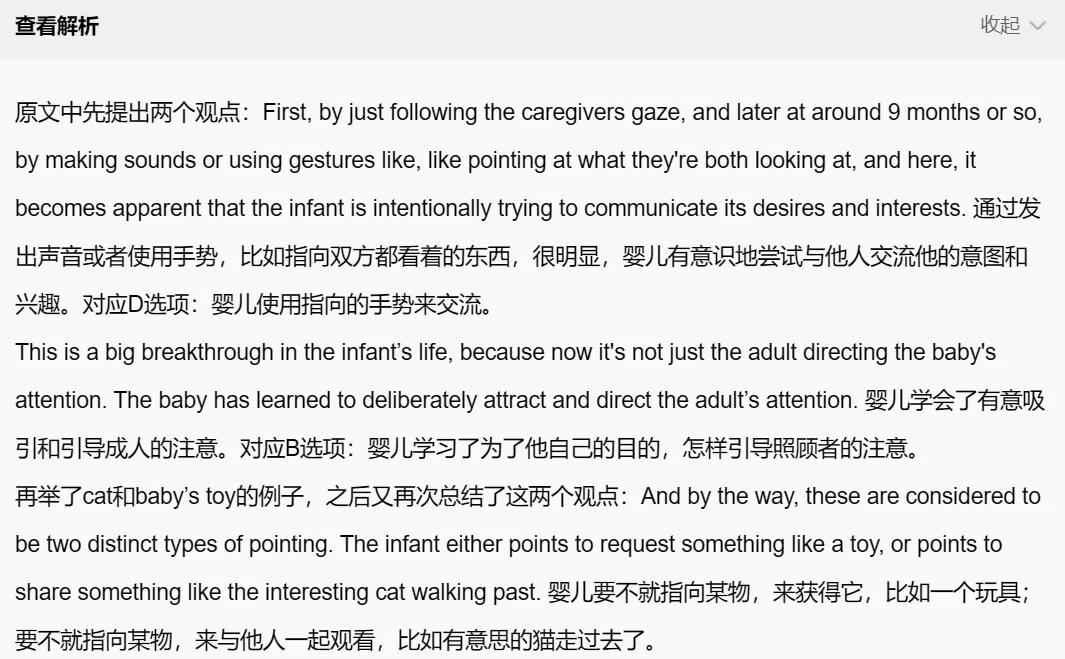 查看解析
收起
原文中先提出两个观点：First, by just following the caregivers gaze, and later at around 9 months or so,
by making sounds or using gestures like, like pointing at what they're both looking at, and here, it
becomes apparent that the infant is intentionally trying to communicate its desires and interests. 通过发
出声音或者使用手势，比如指向双方都看着的东西，很明显，婴儿有意识地尝试与他人交流他的意图和
兴趣。对应D选项：婴儿使用指向的手势来交流。
This is a big breakthrough in the infant’s life, because now it's not just the adult directing the baby's
attention. The baby has learned to deliberately attract and direct the adult’s attention. 婴儿学会了有意吸
引和引导成人的注意。对应B选项：婴儿学习了为了他自己的目的，怎样引导照顾者的注意。
再举了cat和baby’s toy的例子，之后又再次总结了这两个观点：And by the way, these are considered to
be two distinct types of pointing. The infant either points to request something like a toy, or points to
share something like the interesting cat walking past. 婴儿要不就指向某物，来获得它，比如一个玩具；
要不就指向某物，来与他人一起观看，比如有意思的猫走过去了。